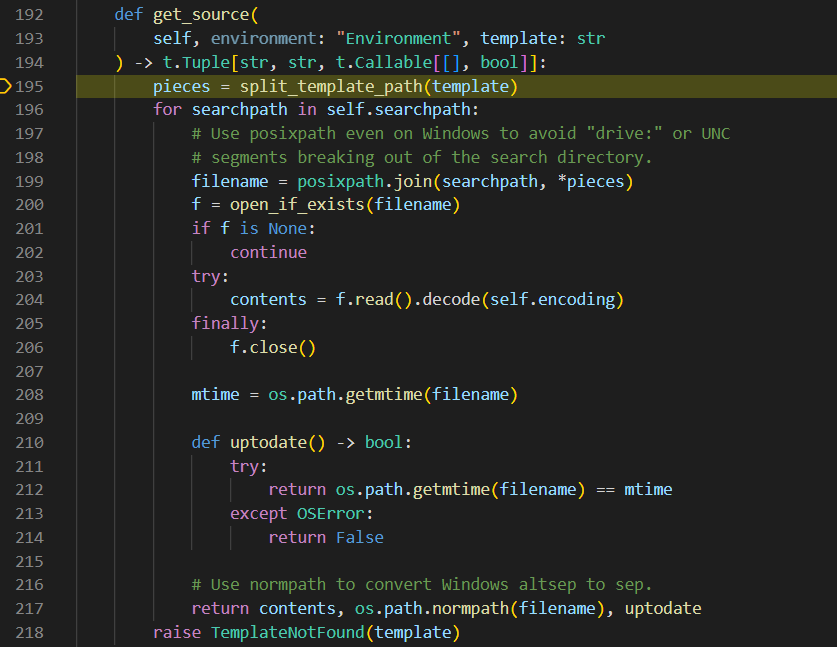 192 def get_source(
193 self, environment: "Environment", template: str
194 ) -> t.Tuple[str, str, t.Callable[[], bool]]:
195 pieces = split_template_path(template)
196 for searchpath in self.searchpath:
197 # Use posixpath even on Windows to avoid "drive:" or UNC
198 # segments breaking out of the search directory.
199 filename = posixpath.join(searchpath, *pieces)
200 f = open_if_exists(filename)
201 if f is None:
202 continue
203 try:
204 contents = f.read().decode(self.encoding)
205 finally:
206 f.close()
207
208 mtime = os.path.getmtime(filename)
209
210 def uptodate() -> bool:
211 try:
212 return os.path.getmtime(filename) == mtime
213 except OSError:
214 return False
215
216 # Use normpath to convert Windows altsep to sep.
217 return contents, os.path.normpath(filename), uptodate
218 raise TemplateNotFound(template)